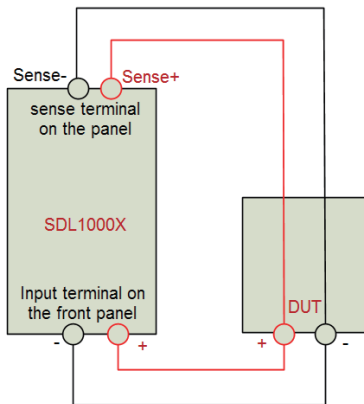 Sense- Sense+
sense terminal
on the panel
SDL1000X
Input terminal on
the front panel
- +
DUT
+ -